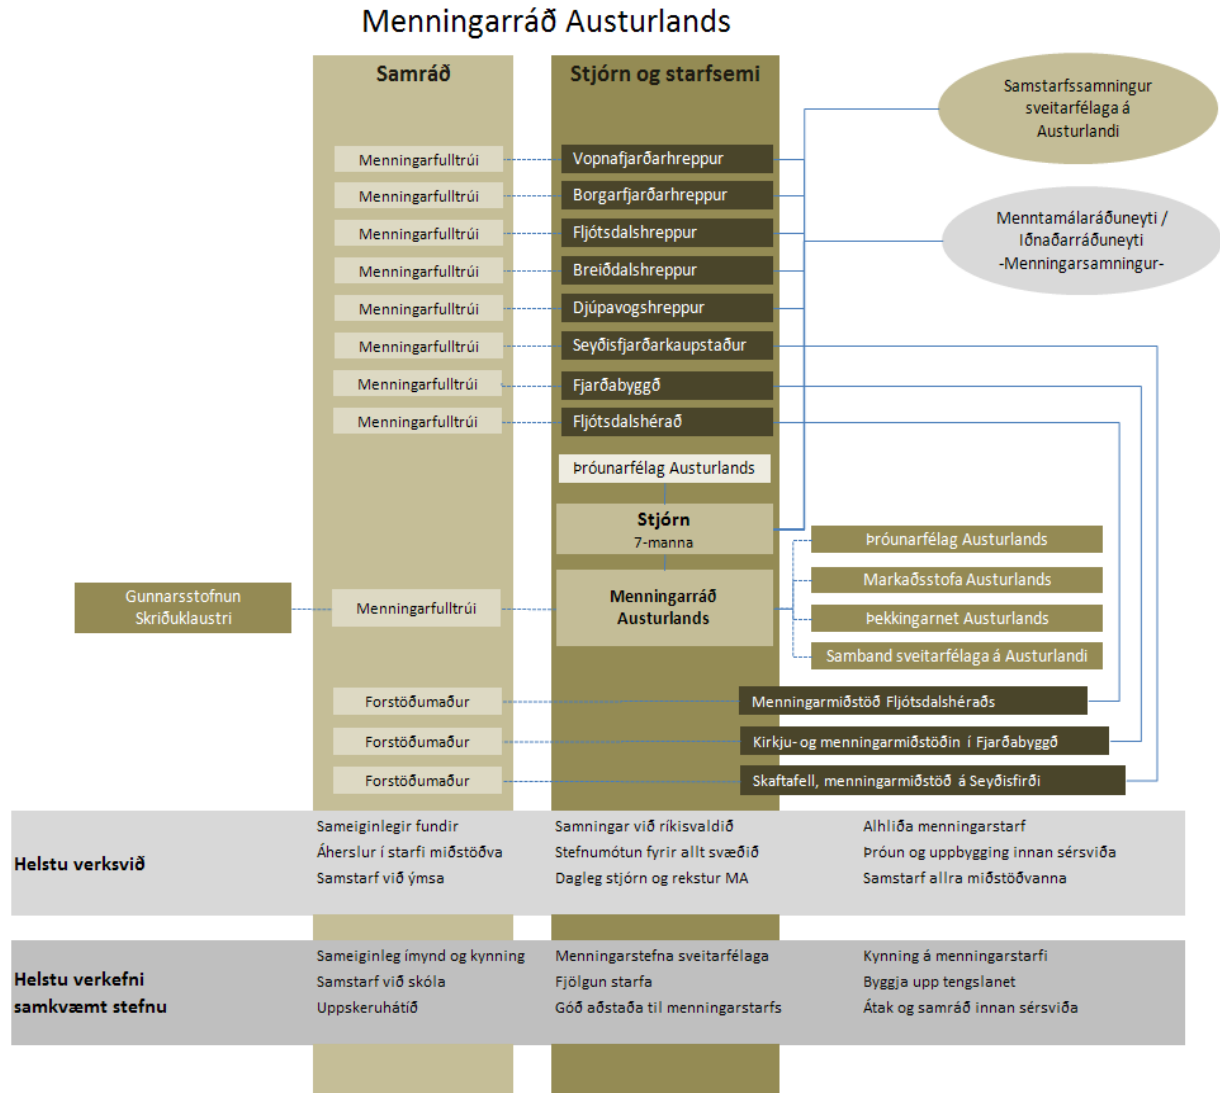 Menningarráð Austurlands
Samráð
Stjórn og starfsemi
Samstarfssamningur
sveitarfélaga á
Austurlandi
Menningarfulltrúi
Vopnafjarðarhreppur
Menningarfulltrúi
Borgarfjarðarhreppur
Menntamálaráðuneyti /
Iðnaðarráðuneyti
-Menningarsamningur-
Menningarfulltrúi
Fljótsdalshreppur
Menningarfulltrúi
Breiðdalshreppur
Menningarfulltrúi
Djúpavogshreppur
Menningarfulltrúi
Seyðisfjarðarkaupstaður
Menningarfulltrúi
Fjarðabyggð
Menningarfulltrúi
Fljótsdalshérað
Þróunarfélag Austurlands
Stjórn
7-manna
Þróunarfélag Austurlands
Markaðsstofa Austurlands
Þekkingarnet Austurlands
Samband sveitarfélaga á Austurlandi
Gunnarsstofnun
Skriðuklaustri
Menningarfulltrúi
Menningarráð
Austurlands
Forstöðumaður
Menningarmiðstöð Fljótsdalshéraðs
Forstöðumaður
Kirkju- og menningarmiðstöðin í Fjarðabyggð
Forstöðumaður
Skaftafell, menningarmiðstöð á Seyðisfirði
Helstu verksvið
Sameiginlegir fundir
Áherslur í starfi miðstöðva
Samstarf við ýmsa
Samningar við ríkisvaldið
Stefnumótun fyrir allt svæðið
Dagleg stjórn og rekstur MA
Alhliða menningarstarf
Þróun og uppbygging innan sérsviða
Samstarf allra miðstöðvanna
Helstu verkefni
samkvæmt stefnu
Sameiginleg ímynd og kynning
Samstarf við skóla
Uppskeruhátíð
Menningarstefna sveitarfélaga
Fjölgun starfa
Góð aðstaða til menningarstarfs
Kynning á menningarstarfi
Byggja upp tengslanet
Átak og samráð innan sérsviða